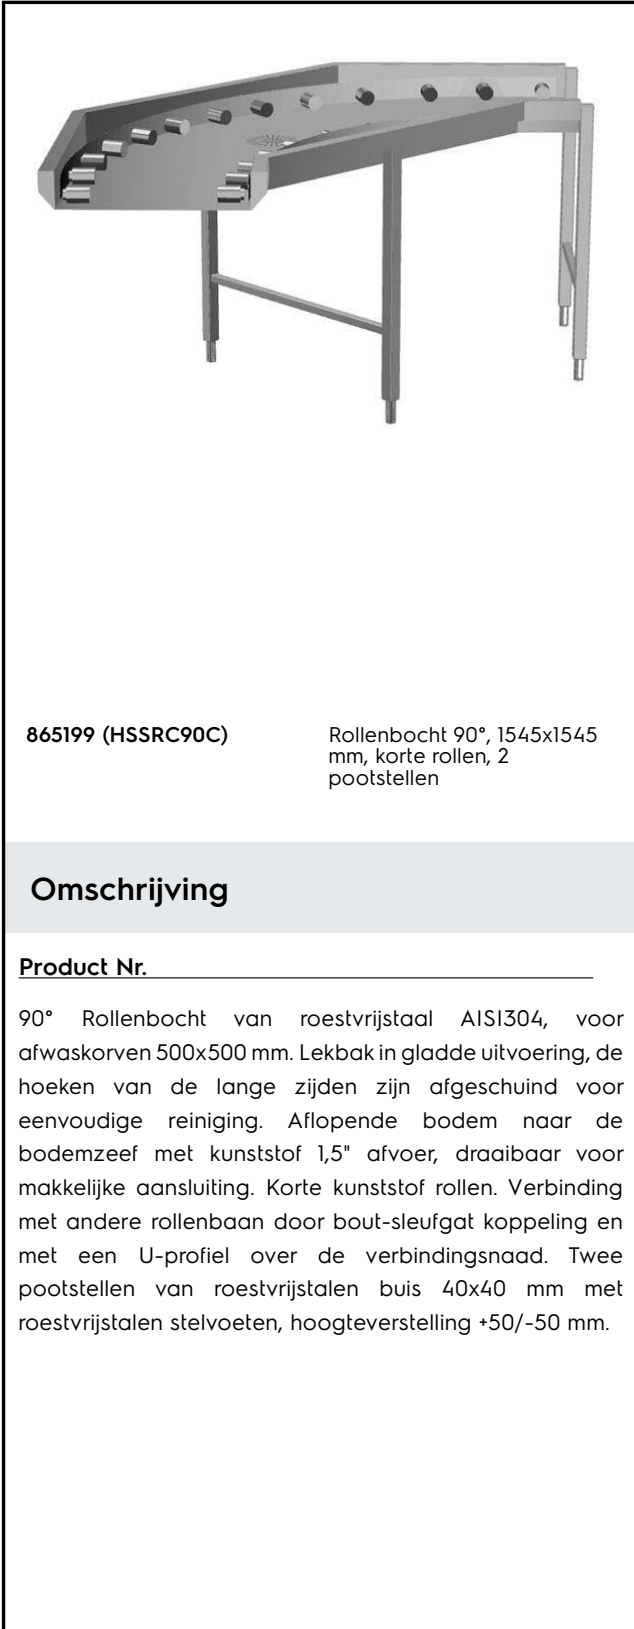 865199 (HSSRC90C)
Rollenbocht 90°, 1545x1545
mm, korte rollen, 2
pootstellen
Omschrijving
Product Nr.
90° Rollenbocht van roestvrijstaal AISI304, voor
afwaskorven 500x500 mm. Lekbak in gladde uitvoering, de
hoeken van de lange zijden zijn afgeschuind voor
eenvoudige reiniging. Aflopende bodem naar de
bodemzeef met kunststof 1,5" afvoer, draaibaar voor
makkelijke aansluiting. Korte kunststof rollen. Verbinding
met andere rollenbaan door bout-sleufgat koppeling en
met een U-profiel over de verbindingsnaad. Twee
pootstellen van roestvrijstalen buis 40x40 mm met
roestvrijstalen stelvoeten, hoogteverstelling +50/-50 mm.